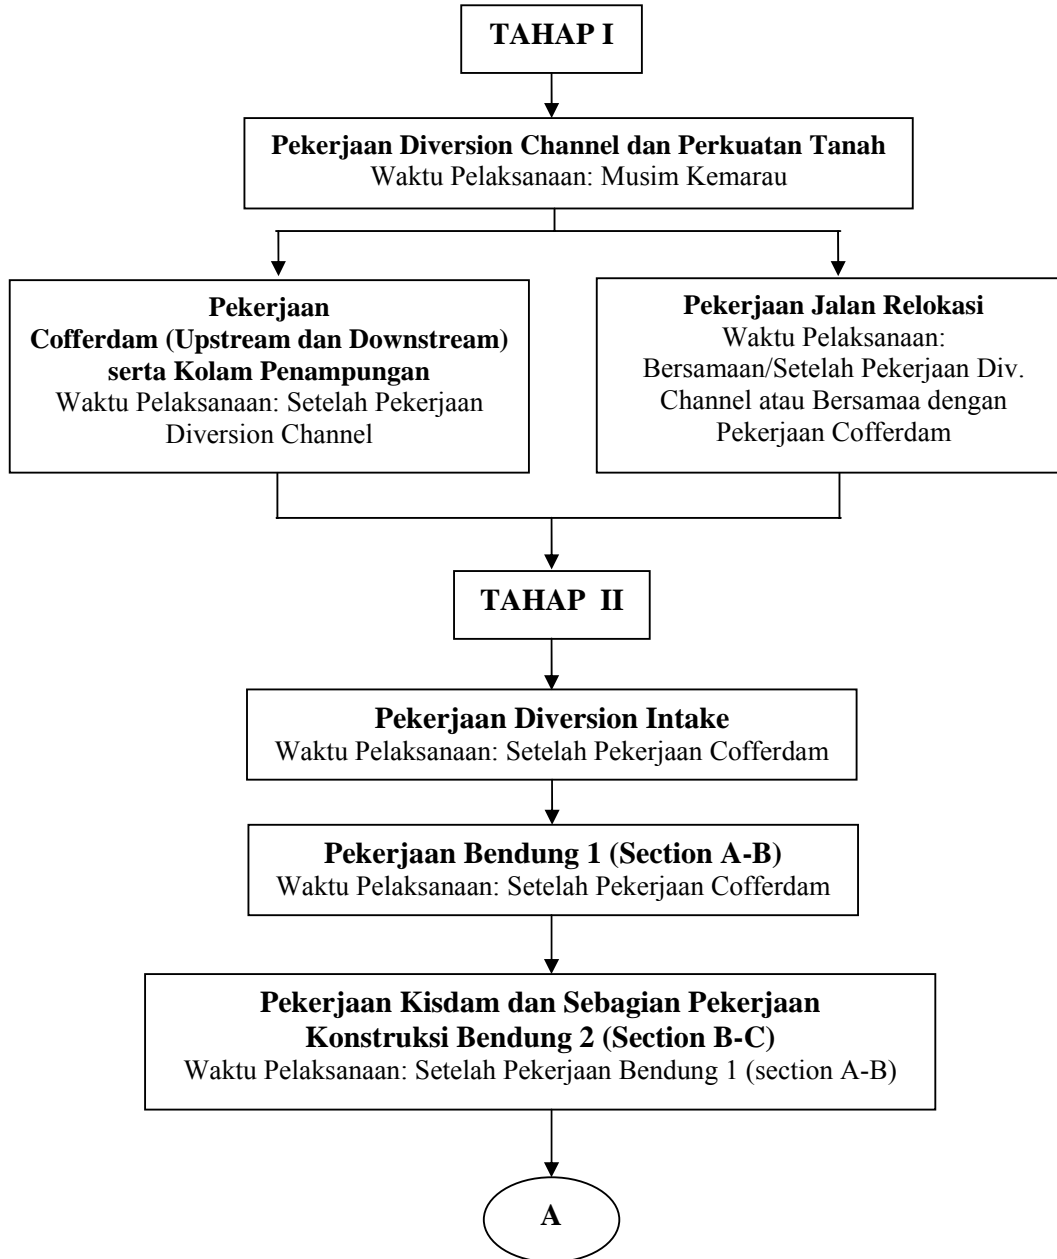 TAHAP I
Pekerjaan Diversion Channel dan Perkuatan Tanah
Waktu Pelaksanaan: Musim Kemarau
Pekerjaan
Cofferdam (Upstream dan Downstream)
serta Kolam Penampungan
Waktu Pelaksanaan: Setelah Pekerjaan
Diversion Channel
Pekerjaan Jalan Relokasi
Waktu Pelaksanaan:
Bersamaan/Setelah Pekerjaan Div.
Channel atau Bersamaa dengan
Pekerjaan Cofferdam
TAHAP II
Pekerjaan Diversion Intake
Waktu Pelaksanaan: Setelah Pekerjaan Cofferdam
Pekerjaan Bendung 1 (Section A-B)
Waktu Pelaksanaan: Setelah Pekerjaan Cofferdam
Pekerjaan Kisdam dan Sebagian Pekerjaan
Konstruksi Bendung 2 (Section B-C)
Waktu Pelaksanaan: Setelah Pekerjaan Bendung 1 (section A-B)
A